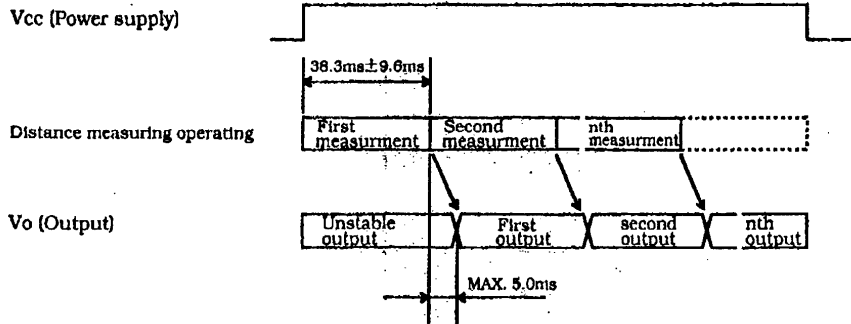 Vcc (Power supply)
38.3ms±9.6ms
Distance measuring operating
First
measurment
Second
measurment
nth
measurment
Vo (Output)
Unstable
output
First
output
second
output
nth
output
MAX. 5.0ms